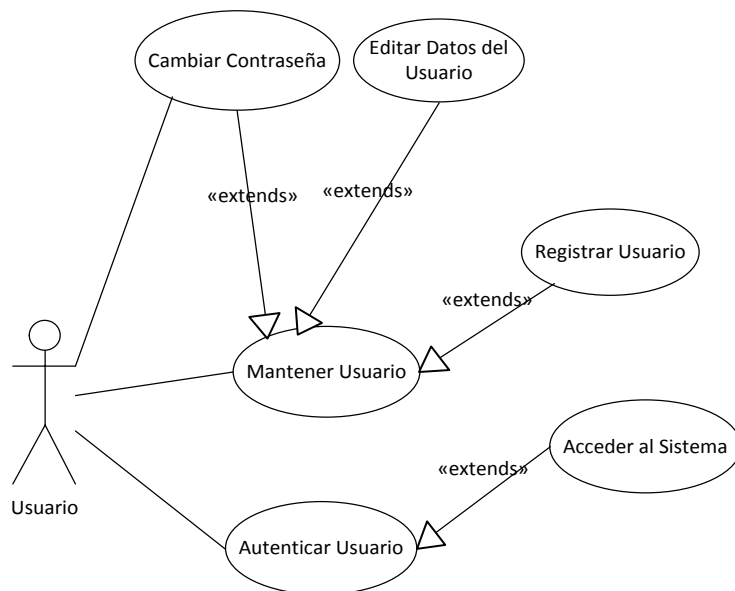 Cambiar Contraseña
Editar Datos del
Usuario
«extends»
«extends»
Registrar Usuario
«extends»
Mantener Usuario
Acceder al Sistema
«extends»
Usuario
Autenticar Usuario